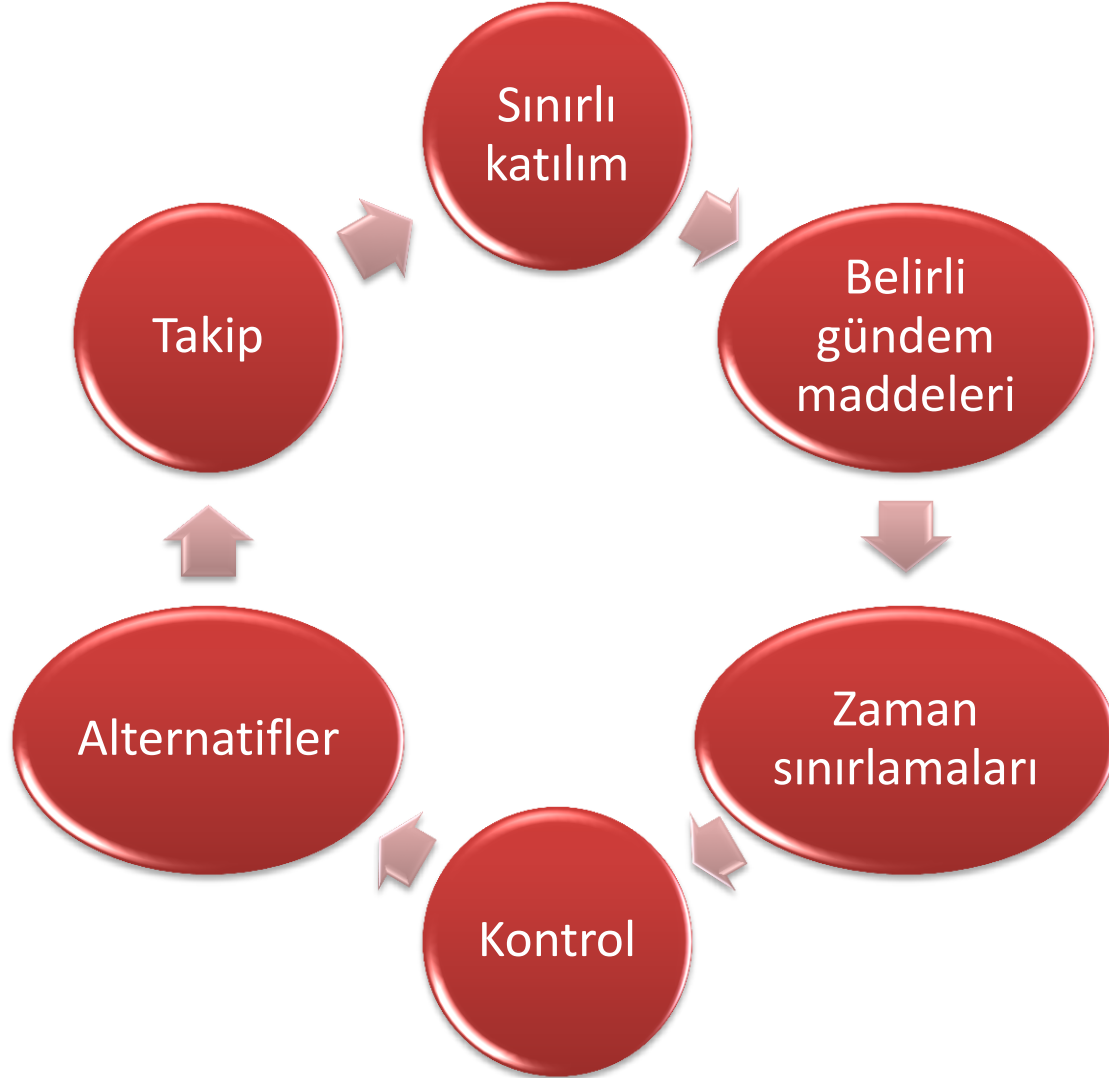 Sınırlı
katılım
Belirli
gündem
maddeleri
Zaman
sınırlamaları
Kontrol
Alternatifler
Takip